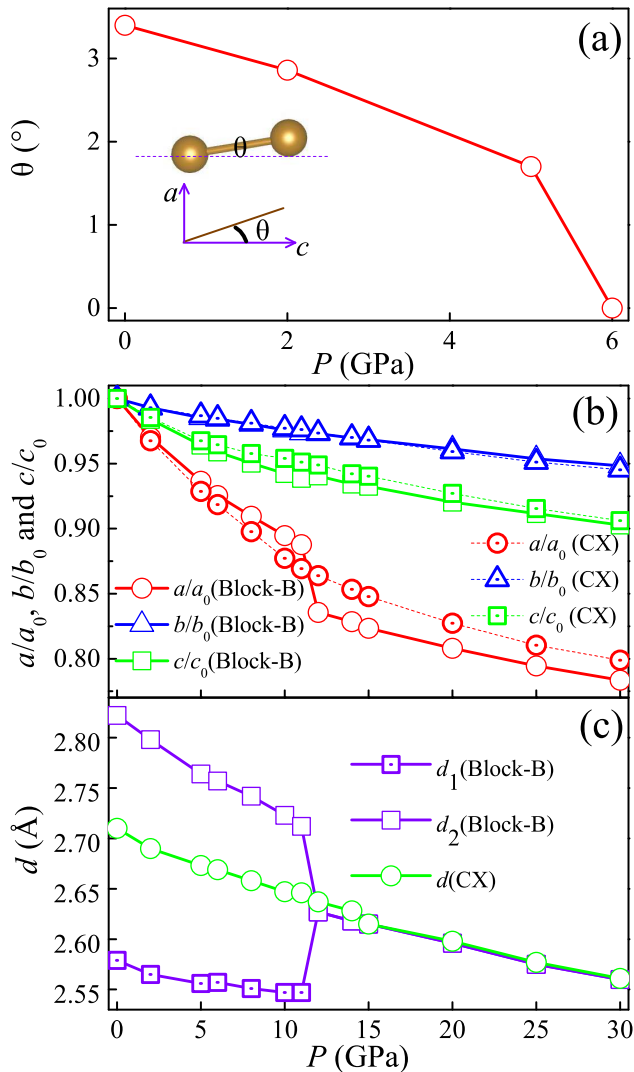 (a)
3
2
1
0
θ (°)
θ
a
θ
c
0
2
4
6
P (GPa)
(b)
1.00
0.95
0.90
0.85
0.80
a/a0, b/b0 and c/c0
a/a0 (CX)
b/b0 (CX)
c/c0 (CX)
a/a0(Block-B)
b/b0(Block-B)
c/c0(Block-B)
(c)
2.80
2.75
2.70
2.65
2.60
2.55
d (Å)
d1(Block-B)
d2(Block-B)
d(CX)
0
5
10
15
20
25
30
P (GPa)